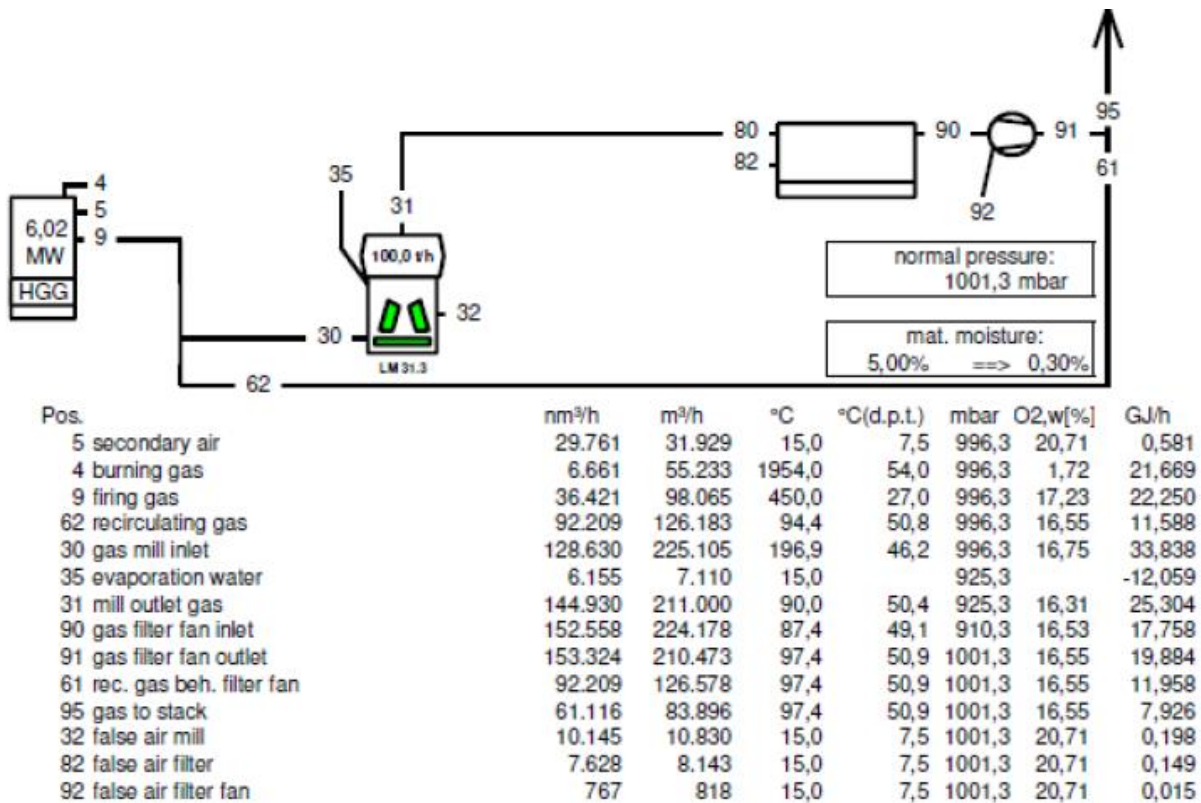 95
80
90
91
82
61
35
4
31
92
5
6,02
9
100,0 t/h
MW
normal pressure:
1001,3 mbar
HGG
32
30
mat. moisture:
LM 31.3
5,00% ==> 0,30%
62
Pos. nm³/h m³/h °C °C(d.p.t.) mbar O2,w[%] GJ/h
5 secondary air 29.761 31.929 15,0 7,5 996,3 20,71 0,581
4 burning gas 6.661 55.233 1954,0 54,0 996,3 1,72 21,669
9 firing gas 36.421 98.065 450,0 27,0 996,3 17,23 22,250
62 recirculating gas 92.209 126.183 94,4 50,8 996,3 16,55 11,588
30 gas mill inlet 128.630 225.105 196,9 46,2 996,3 16,75 33,838
35 evaporation water 6.155 7.110 15,0 925,3 -12,059
31 mill outlet gas 144.930 211.000 90,0 50,4 925,3 16,31 25,304
90 gas filter fan inlet 152.558 224.178 87,4 49,1 910,3 16,53 17,758
91 gas filter fan outlet 153.324 210.473 97,4 50,9 1001,3 16,55 19,884
61 rec. gas beh. filter fan 92.209 126.578 97,4 50,9 1001,3 16,55 11,958
95 gas to stack 61.116 83.896 97,4 50,9 1001,3 16,55 7,926
32 false air mill 10.145 10.830 15,0 7,5 1001,3 20,71 0,198
82 false air filter 7.628 8.143 15,0 7,5 1001,3 20,71 0,149
92 false air filter fan 767 818 15,0 7,5 1001,3 20,71 0,015